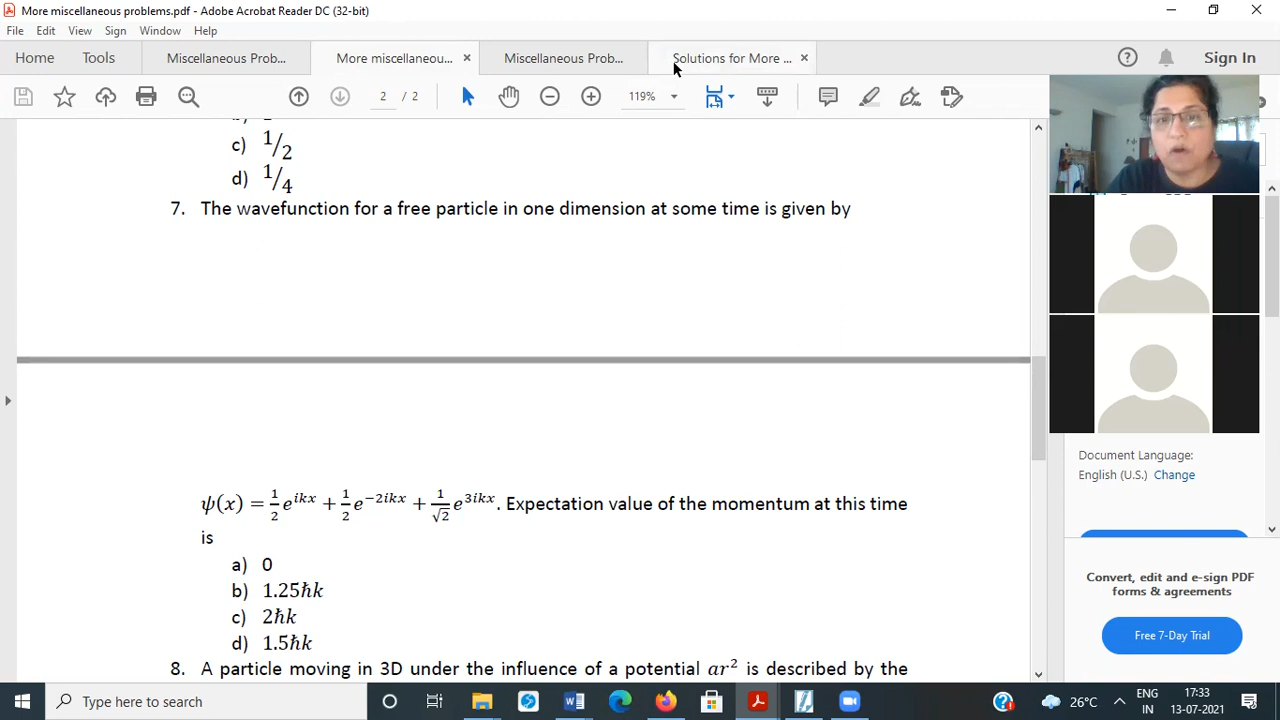 More miscellaneous problems.pdf - Adobe Acrobat Reader DC (32-bit)
File Edit View Sign Window Help
Home Tools Miscellaneous Prob... More miscellaneou... × Miscellaneous Prob... Solutions for More ... × Sign In
2 / 2 119%
c) 1/2
d) 1/4
7. The wavefunction for a free particle in one dimension at some time is given by
ψ(x) = 1/2 e^{ikx} + 1/2 e^{−2ikx} + 1/√2 e^{3ikx}. Expectation value of the momentum at this time
is
a) 0
b) 1.25ħk
c) 2ħk
d) 1.5ħk
8. A particle moving in 3D under the influence of a potential ar² is described by the
Document Language:
English (U.S.) Change
Convert, edit and e-sign PDF
forms & agreements
Free 7-Day Trial
Type here to search
26°C
ENG
IN
17:33
13-07-2021